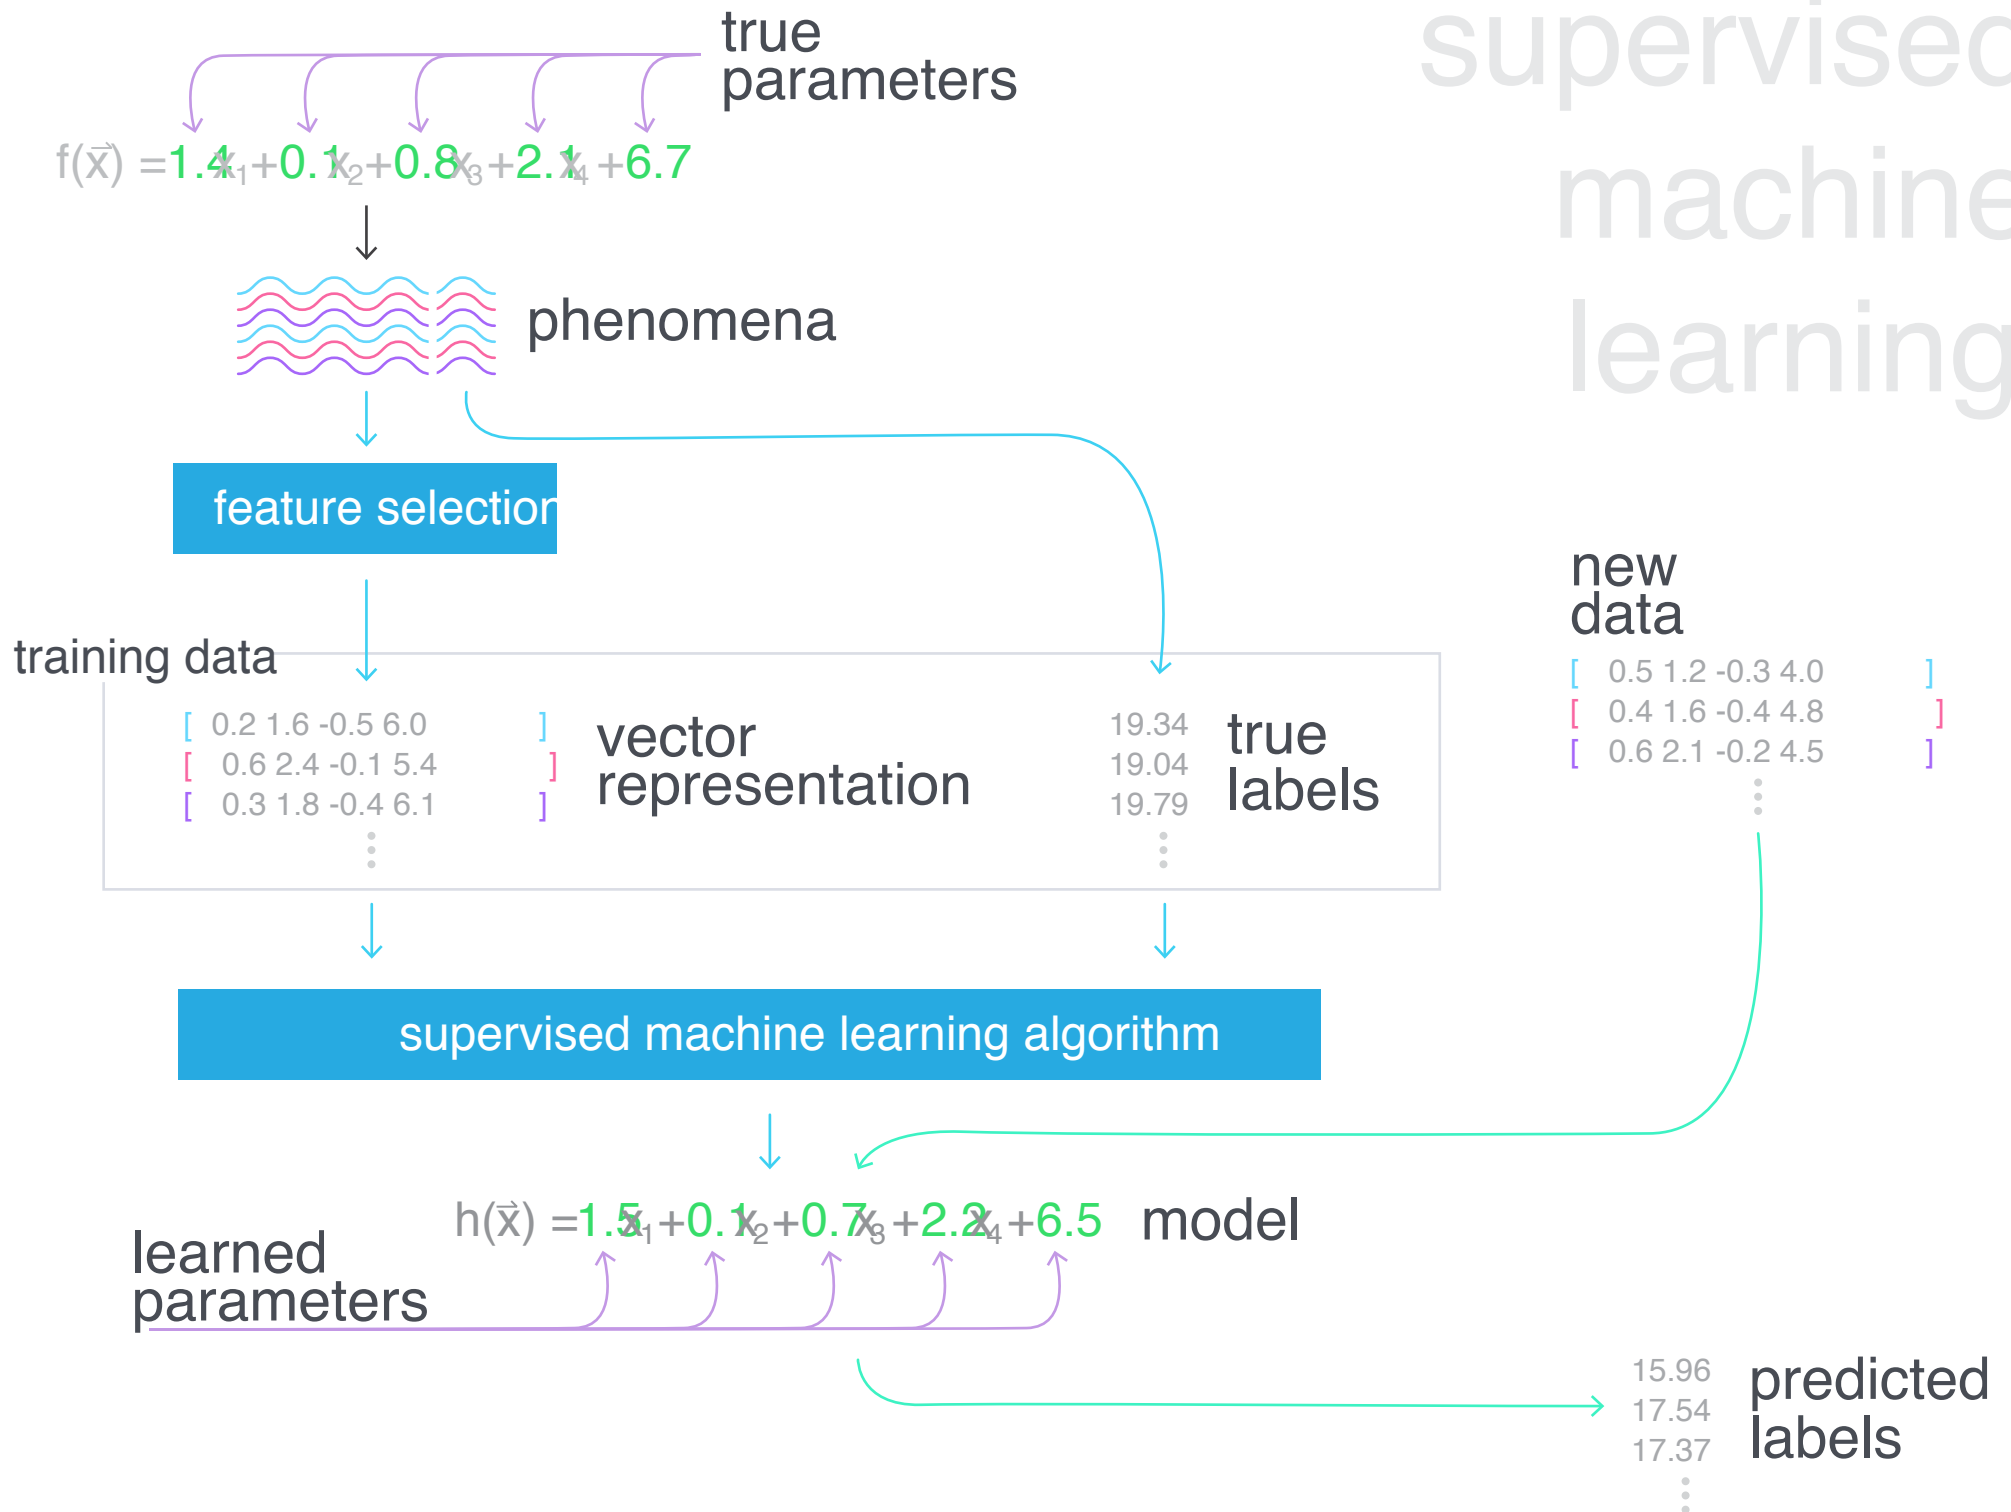 supervised
machine
learning
true
parameters
f(x⃗) =1.4x₁+0.1x₂+0.8x₃+2.1x₄+6.7
phenomena
feature selection
training data
[ 0.2 1.6 -0.5 6.0 ]
[ 0.6 2.4 -0.1 5.4 ]
[ 0.3 1.8 -0.4 6.1 ]
vector
representation
19.34
19.04
19.79
true
labels
new
data
[ 0.5 1.2 -0.3 4.0 ]
[ 0.4 1.6 -0.4 4.8 ]
[ 0.6 2.1 -0.2 4.5 ]
supervised machine learning algorithm
h(x⃗) =1.5x₁+0.1x₂+0.7x₃+2.2x₄+6.5
model
learned
parameters
15.96
17.54
17.37
predicted
labels